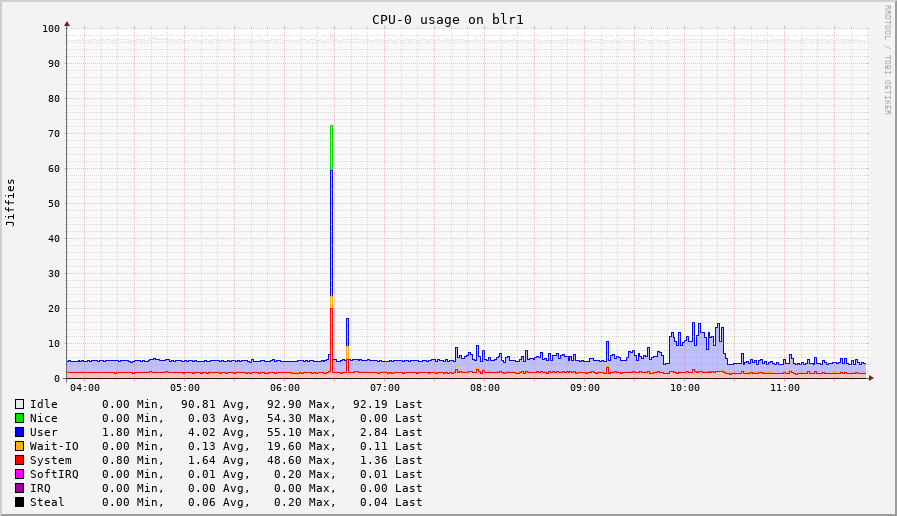 CPU-0 usage on blr1
RRDTOOL / TOBI OETIKER
Jiffies
100
90
80
70
60
50
40
30
20
10
0
04:00 05:00 06:00 07:00 08:00 09:00 10:00 11:00
Idle 0.00 Min, 90.81 Avg, 92.90 Max, 92.19 Last
Nice 0.00 Min, 0.03 Avg, 54.30 Max, 0.00 Last
User 1.80 Min, 4.02 Avg, 55.10 Max, 2.84 Last
Wait-IO 0.00 Min, 0.13 Avg, 19.60 Max, 0.11 Last
System 0.80 Min, 1.64 Avg, 48.60 Max, 1.36 Last
SoftIRQ 0.00 Min, 0.01 Avg, 0.20 Max, 0.01 Last
IRQ 0.00 Min, 0.00 Avg, 0.00 Max, 0.00 Last
Steal 0.00 Min, 0.06 Avg, 0.20 Max, 0.04 Last